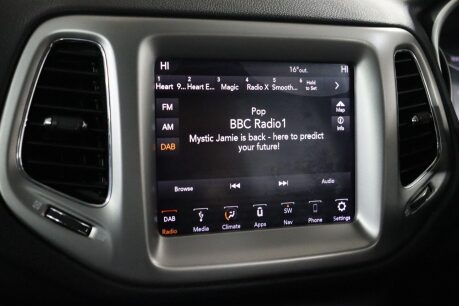 HI 16°out. HI
1 2 3 4 5 6 Hold to Set
Heart 9... Heart E... Magic Radio X Smooth...
FM
AM
DAB
Map
Info
Pop
BBC Radio1
Mystic Jamie is back - here to predict
your future!
Browse Audio
DAB SW
Radio Media Climate Apps Nav Phone Settings